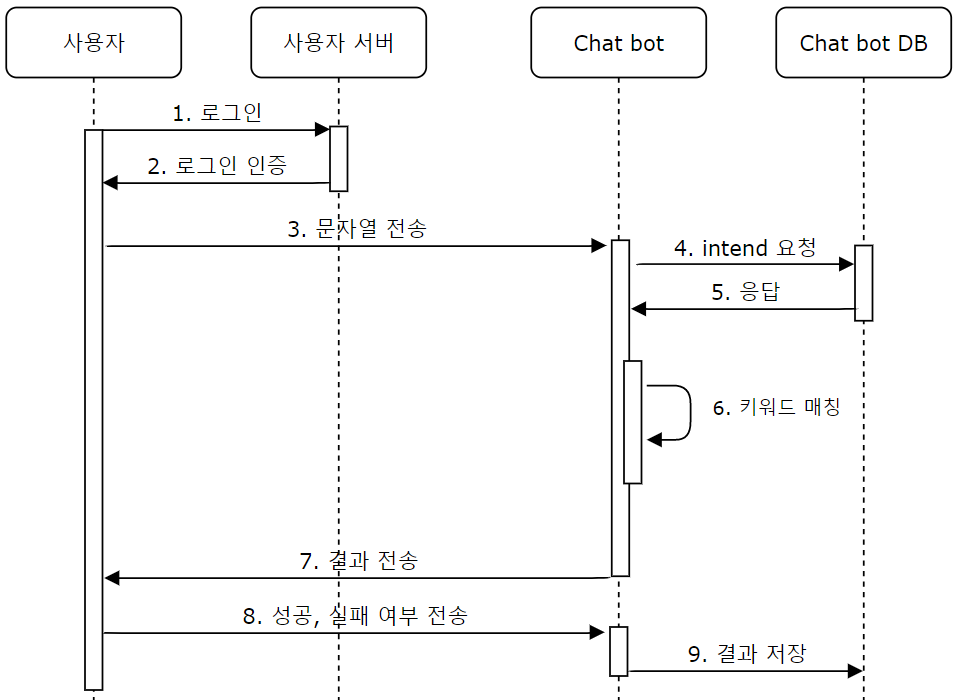 사용자
사용자 서버
Chat bot
Chat bot DB
1. 로그인
2. 로그인 인증
3. 문자열 전송
4. intend 요청
5. 응답
6. 키워드 매칭
7. 결과 전송
8. 성공, 실패 여부 전송
9. 결과 저장